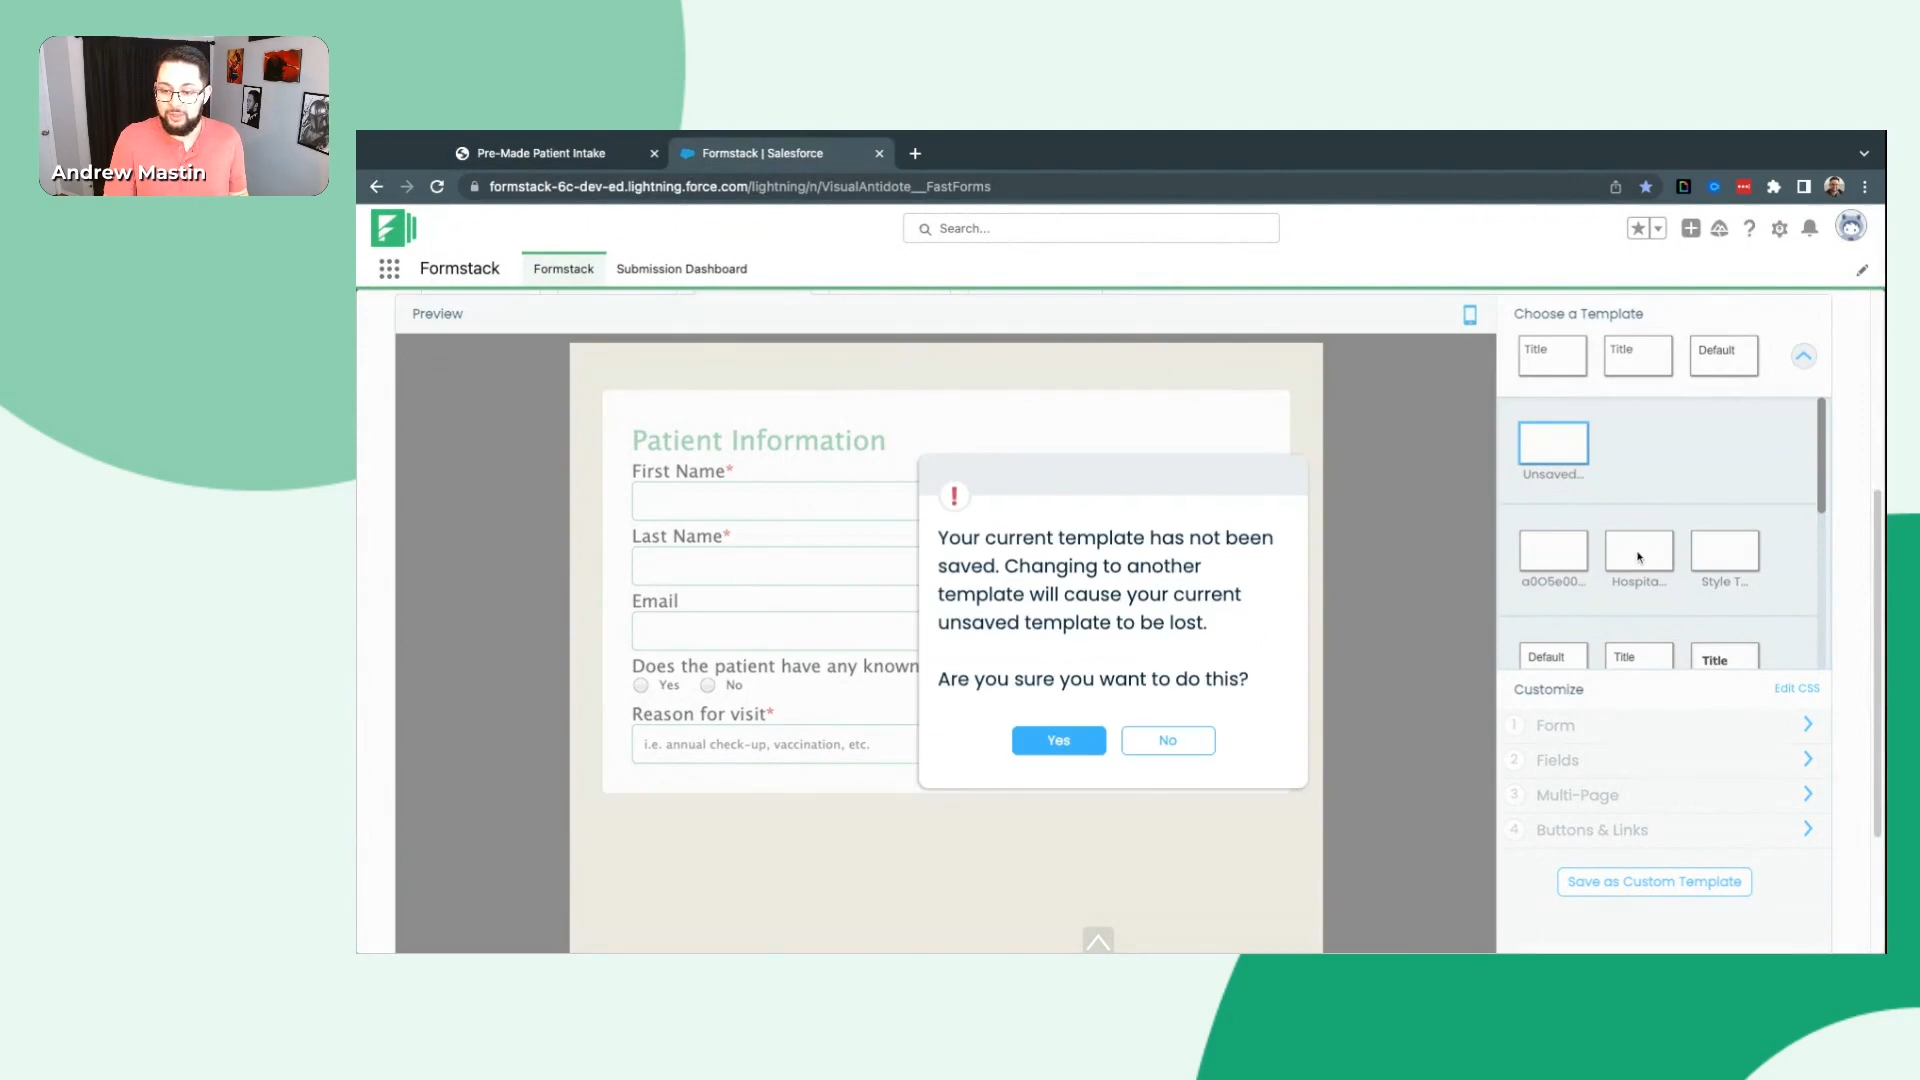 Andrew Mastin
Pre-Made Patient Intake
Formstack | Salesforce
formstack-6c-dev-ed.lightning.force.com/lightning/n/VisualAntidote__FastForms
Search...
Formstack
Formstack
Submission Dashboard
Preview
Patient Information
First Name*
Last Name*
Email
Does the patient have any known
Yes
No
Reason for visit*
i.e. annual check-up, vaccination, etc.
!
Your current template has not been
saved. Changing to another
template will cause your current
unsaved template to be lost.
Are you sure you want to do this?
Yes
No
Choose a Template
Title
Title
Default
Unsaved...
a0O5e00...
Hospita...
Style T...
Default
Title
Title
Customize
Edit CSS
1 Form
2 Fields
3 Multi-Page
4 Buttons & Links
Save as Custom Template